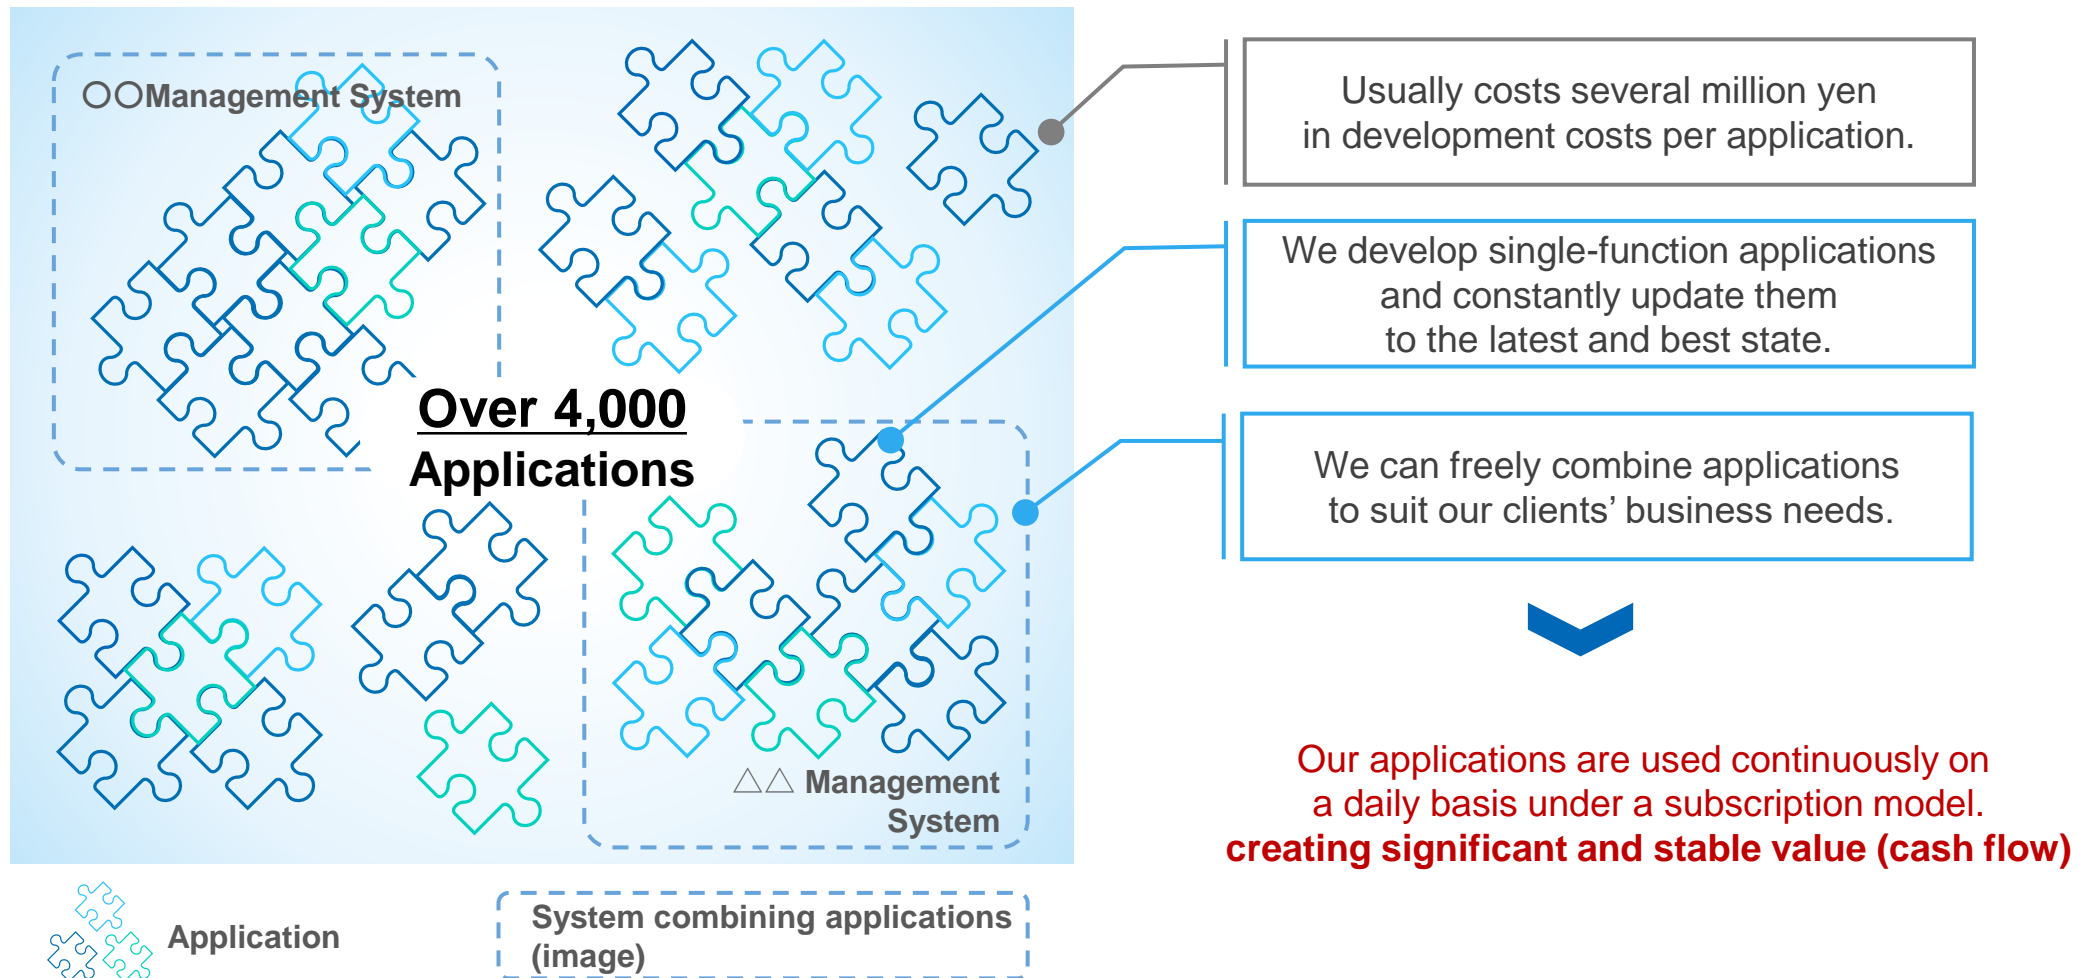 〇〇Management System
Over 4,000
Applications
△△ Management
System
Application
System combining applications
(image)
Usually costs several million yen
in development costs per application.
We develop single-function applications
and constantly update them
to the latest and best state.
We can freely combine applications
to suit our clients’ business needs.
Our applications are used continuously on
a daily basis under a subscription model.
creating significant and stable value (cash flow)